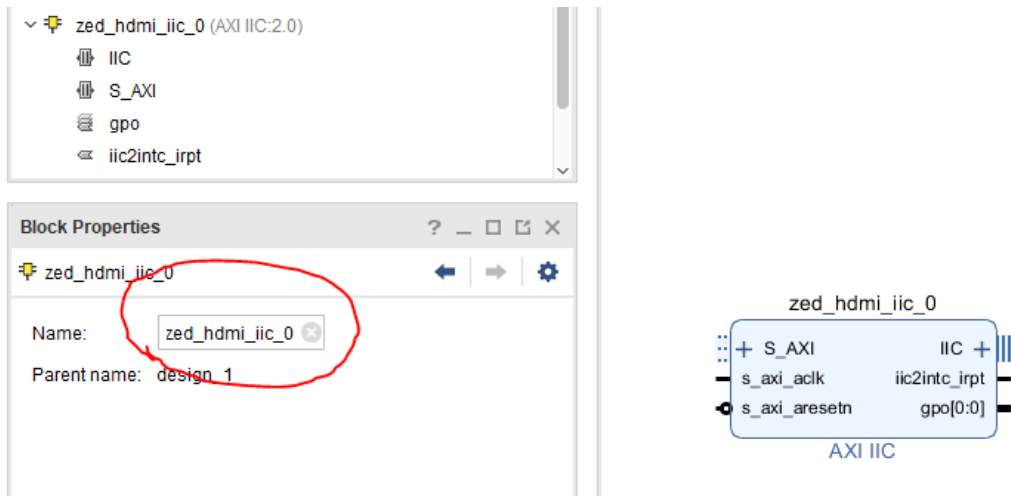 zed_hdmi_iic_0 (AXI IIC:2.0)
IIC
S_AXI
gpo
iic2intc_irpt
Block Properties
?
zed_hdmi_iic_0
Name: zed_hdmi_iic_0
Parent name: design_1
zed_hdmi_iic_0
S_AXI IIC
s_axi_aclk iic2intc_irpt
s_axi_aresetn gpo[0:0]
AXI IIC